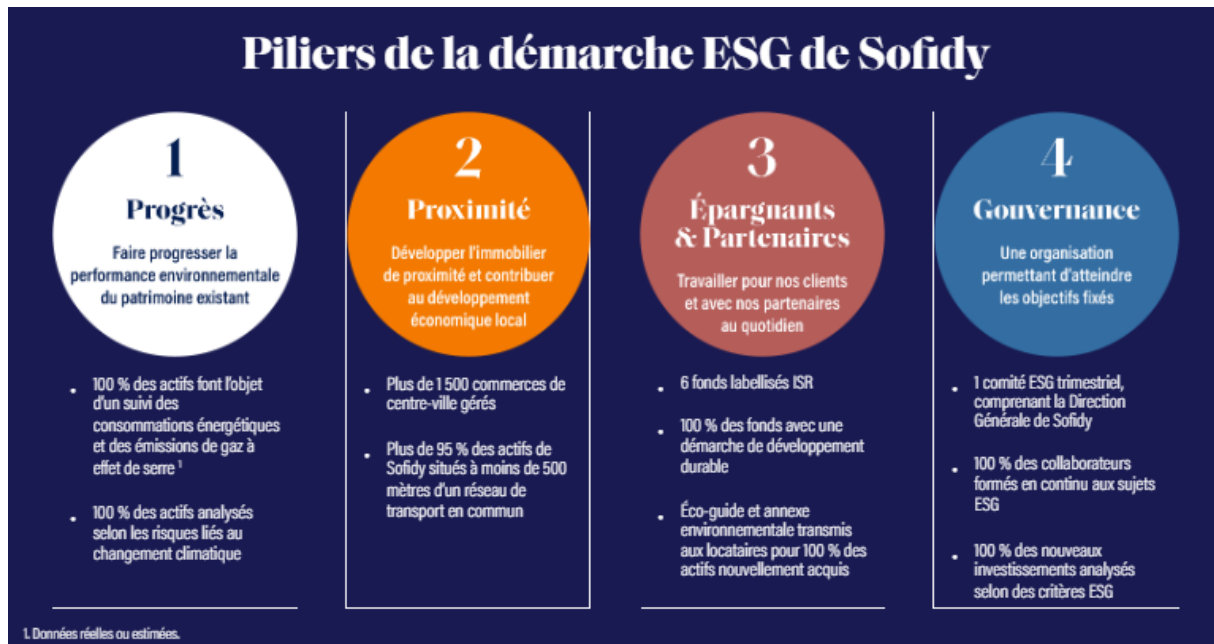 Piliers de la démarche ESG de Sofidy
1
Progrès
Faire progresser la
performance environnementale
du patrimoine existant
• 100 % des actifs font l'objet
d'un suivi des
consommations énergétiques
et des émissions de gaz à
effet de serre ¹
• 100 % des actifs analysés
selon les risques liés au
changement climatique
2
Proximité
Développer l'immobilier
de proximité et contribuer
au développement
économique local
• Plus de 1 500 commerces de
centre-ville gérés
• Plus de 95 % des actifs de
Sofidy situés à moins de 500
mètres d'un réseau de
transport en commun
3
Épargnants
& Partenaires
Travailler pour nos clients
et avec nos partenaires
au quotidien
• 6 fonds labellisés ISR
• 100 % des fonds avec une
démarche de développement
durable
• Éco-guide et annexe
environnementale transmis
aux locataires pour 100 % des
actifs nouvellement acquis
4
Gouvernance
Une organisation
permettant d'atteindre
les objectifs fixés
• 1 comité ESG trimestriel,
comprenant la Direction
Générale de Sofidy
• 100 % des collaborateurs
formés en continu aux sujets
ESG
• 100 % des nouveaux
investissements analysés
selon des critères ESG
1. Données réelles ou estimées.